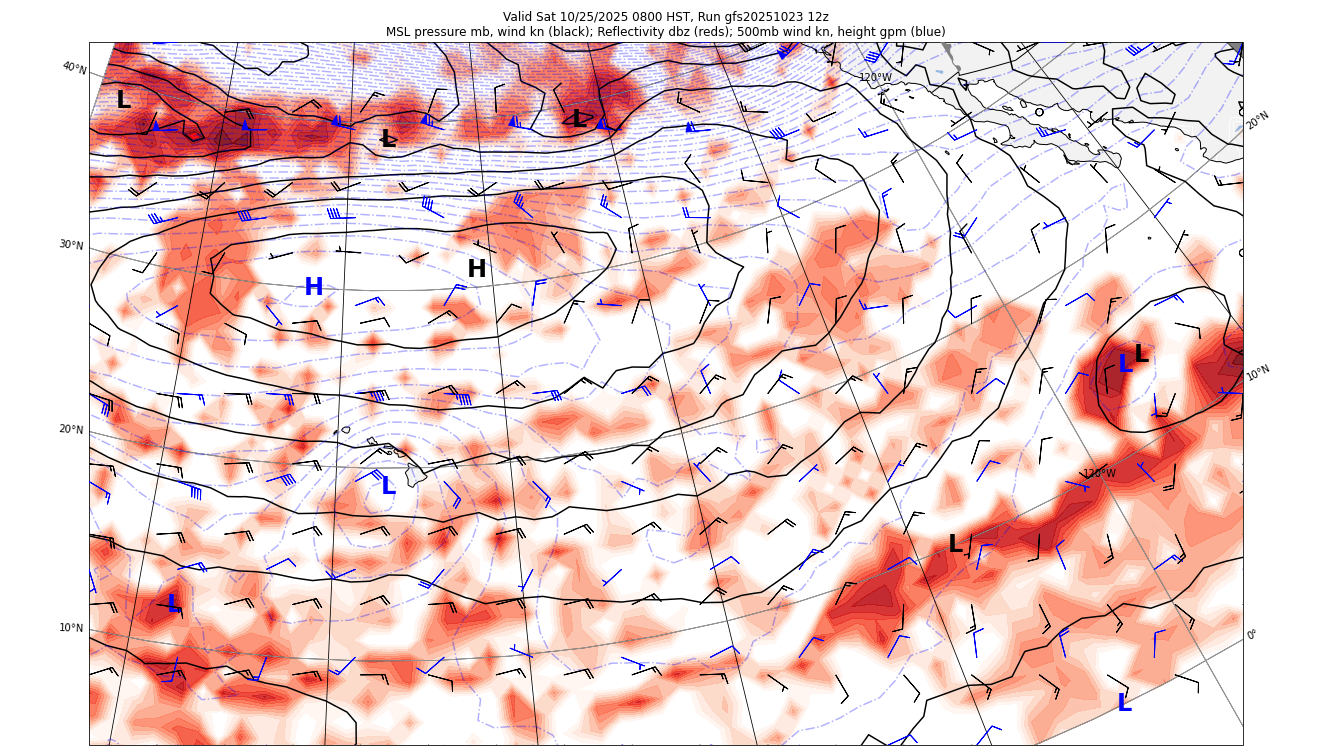 Valid Sat 10/25/2025 0800 HST, Run gfs20251023 12z
MSL pressure mb, wind kn (black); Reflectivity dbz (reds); 500mb wind kn, height gpm (blue)
40°N
120°W
20°N
L
L
L
30°N
H
H
L
L
10°N
20°N
120°W
L
L
L
10°N
0°
L